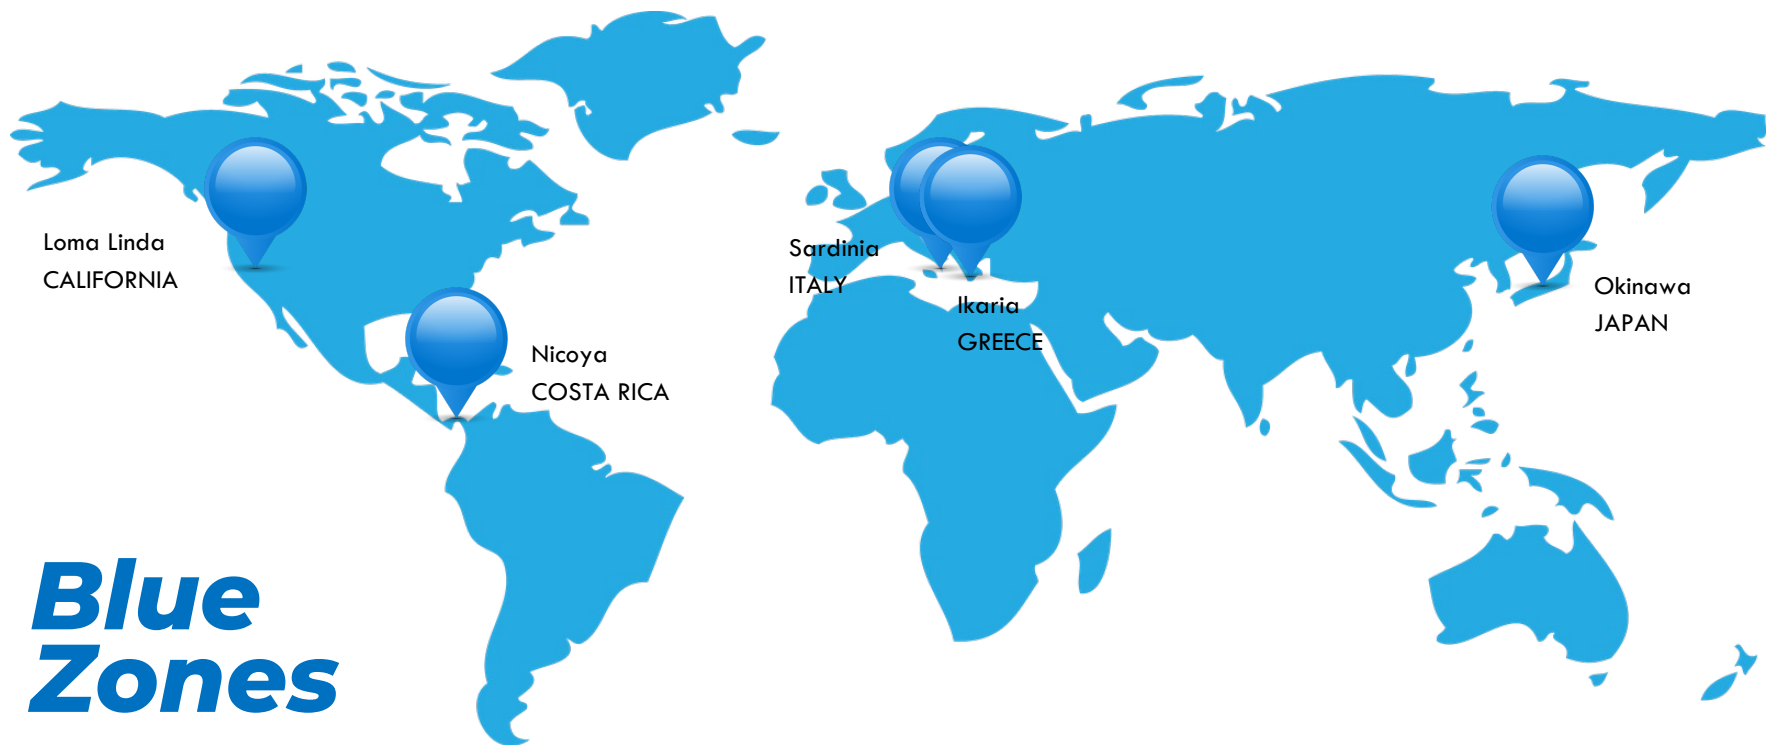 Loma Linda
CALIFORNIA
Nicoya
COSTA RICA
Sardinia
ITALY
Ikaria
GREECE
Okinawa
JAPAN
Blue
Zones